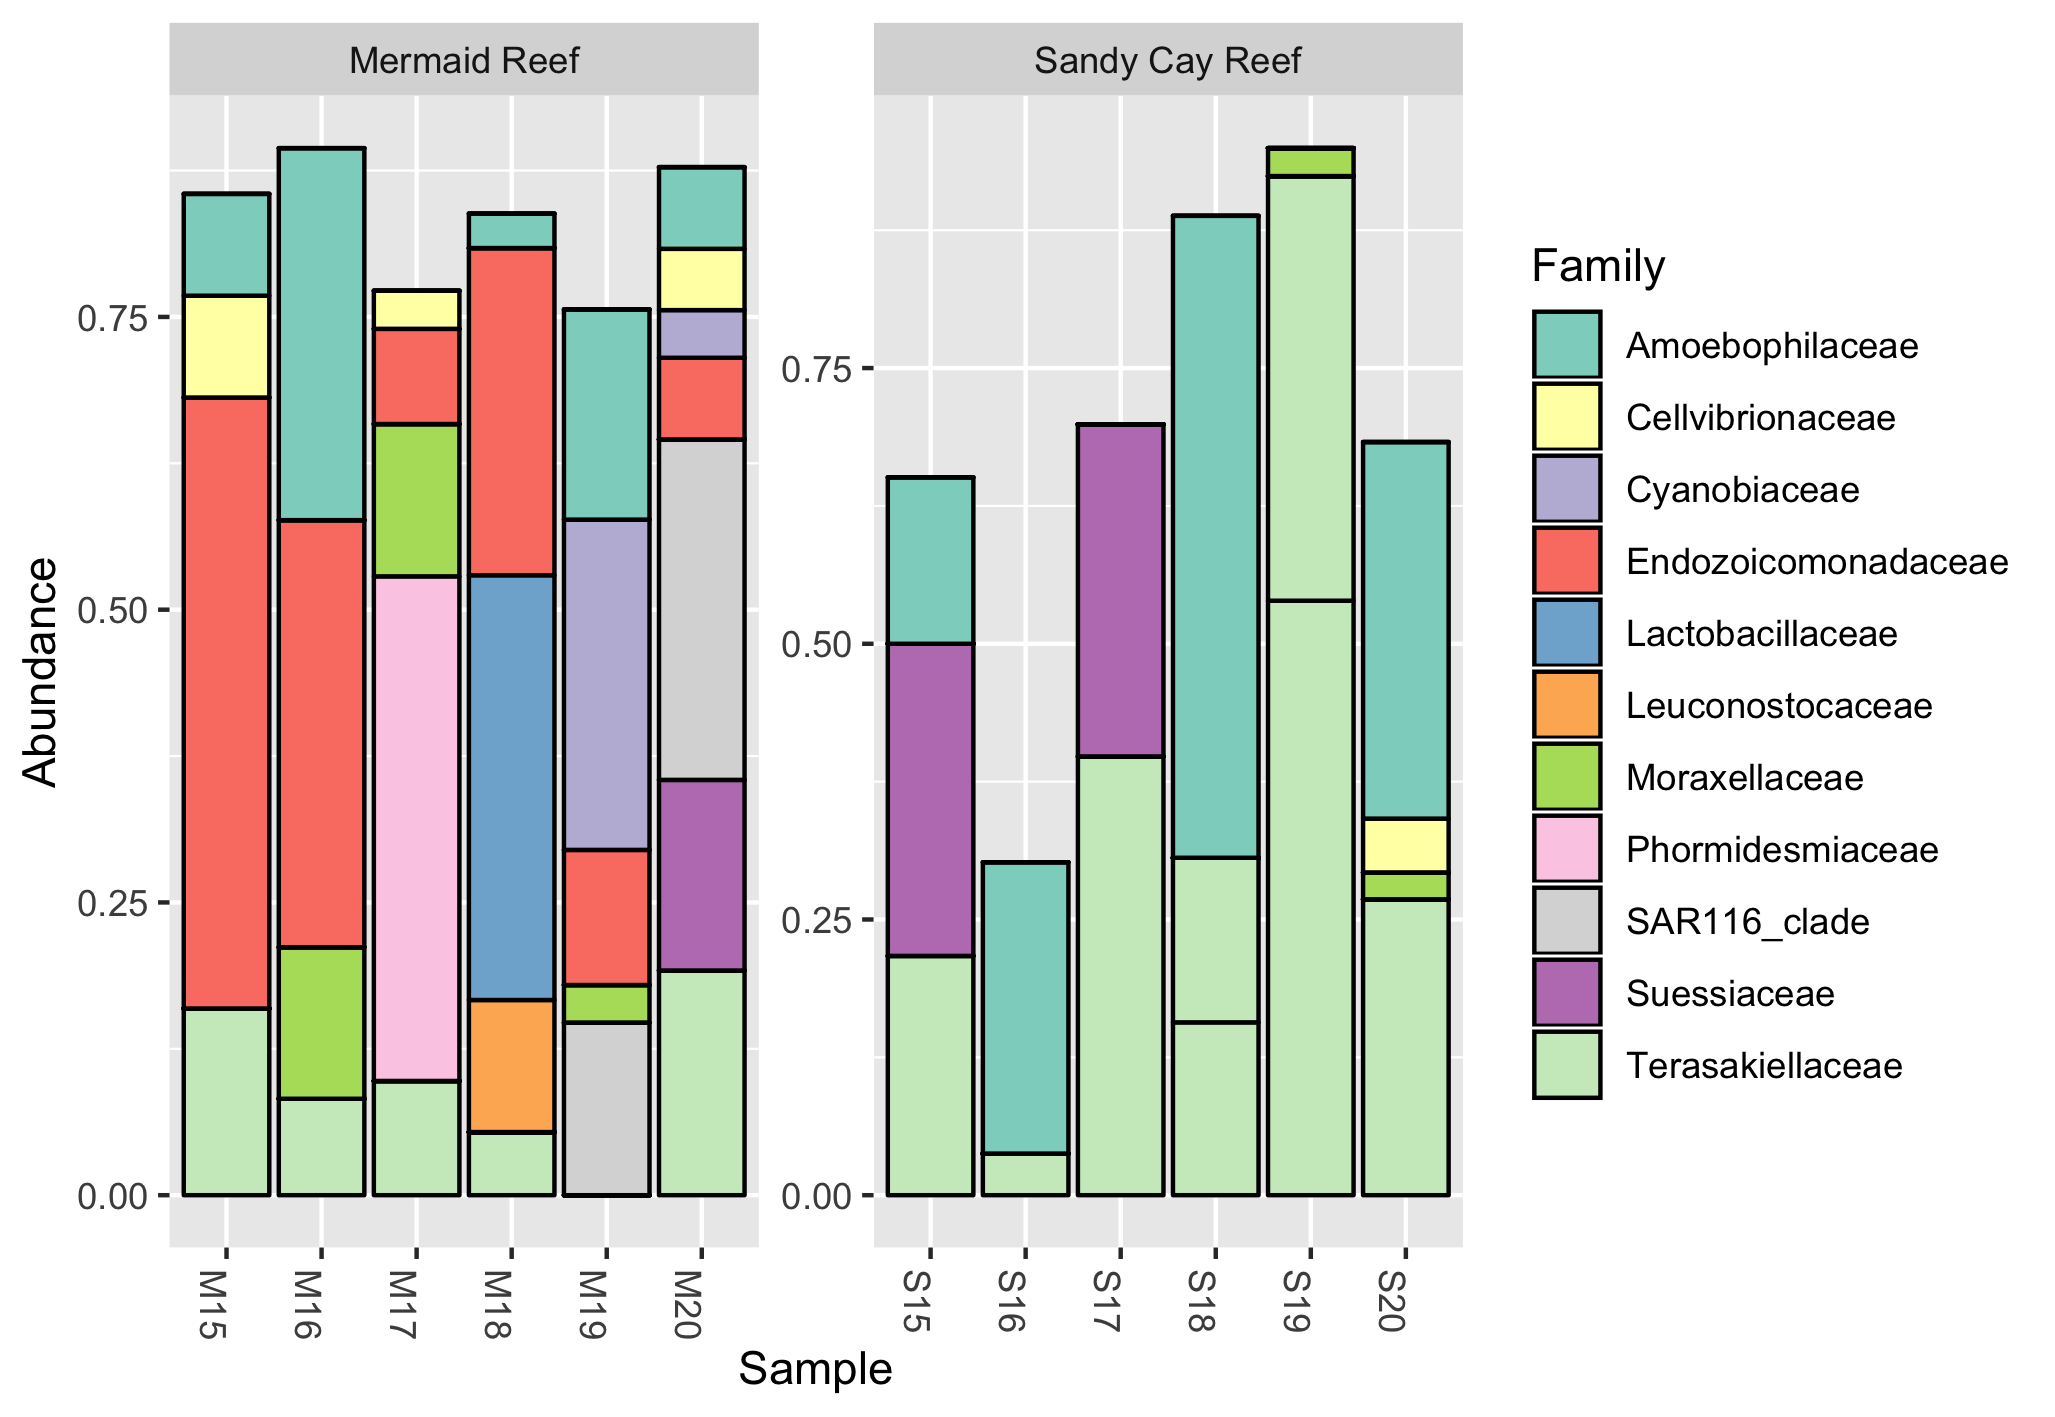 Mermaid Reef
Sandy Cay Reef
Abundance
0.75
0.50
0.25
0.00
0.75
0.50
0.25
0.00
M15
M16
M17
M18
M19
M20
S15
S16
S17
S18
S19
S20
Sample
Family
Amoebophilaceae
Cellvibrionaceae
Cyanobiaceae
Endozoicomonadaceae
Lactobacillaceae
Leuconostocaceae
Moraxellaceae
Phormidesmiaceae
SAR116_clade
Suessiaceae
Terasakiellaceae